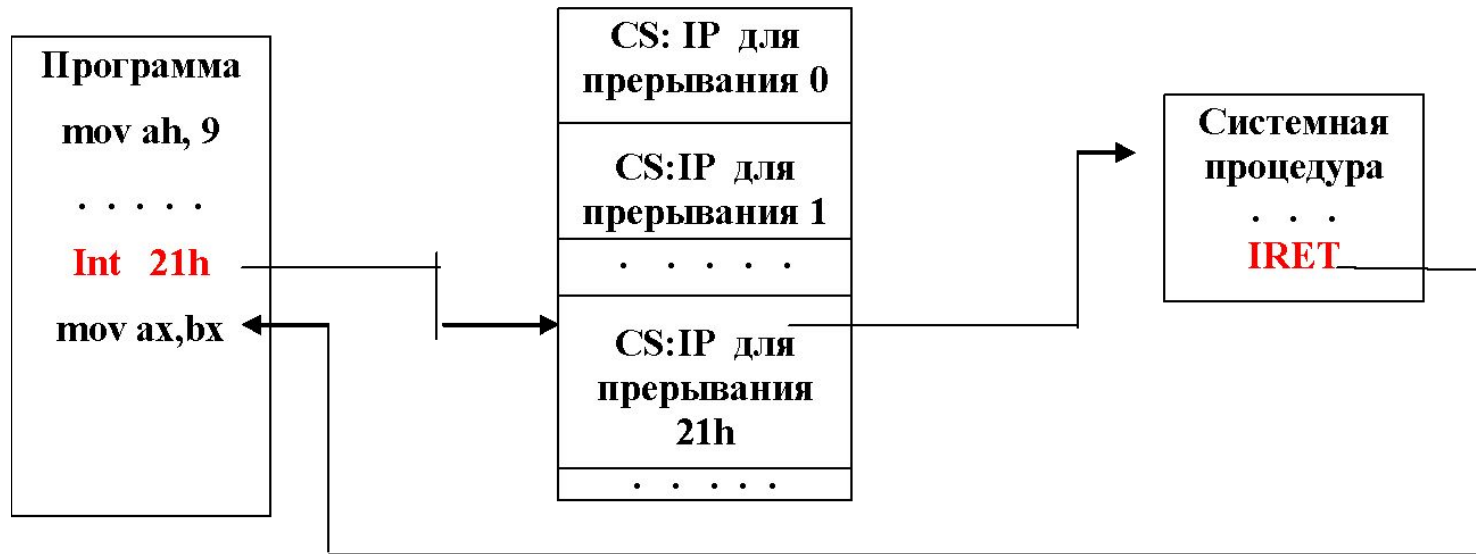 Программа
mov ah, 9
. . . . .
Int 21h
mov ax,bx
CS: IP для
прерывания 0
CS:IP для
прерывания 1
. . . . .
CS:IP для
прерывания
21h
. . . . .
Системная
процедура
. . .
IRET